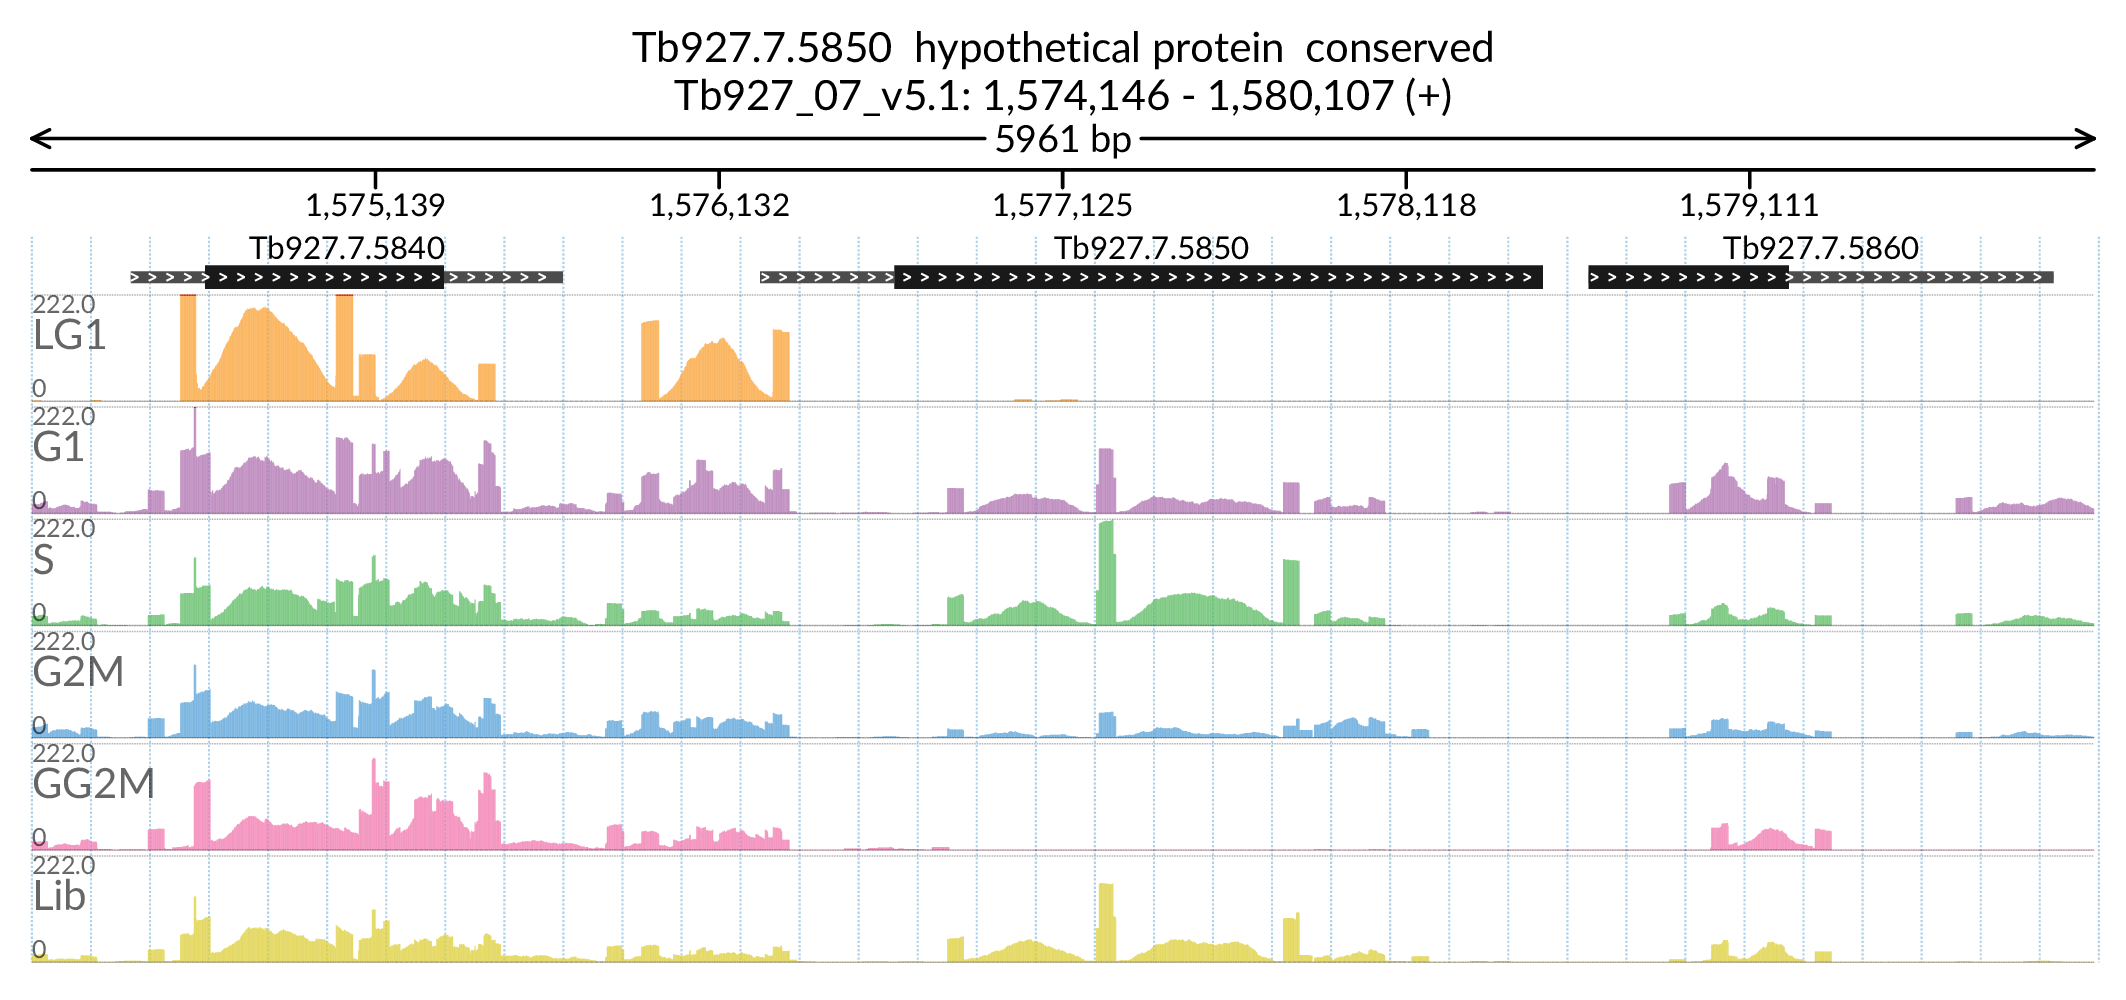 Tb927.7.5850 hypothetical protein conserved
Tb927_07_v5.1: 1,574,146 - 1,580,107 (+)
5961 bp
1,575,139 1,576,132 1,577,125 1,578,118 1,579,111
Tb927.7.5840 Tb927.7.5850 Tb927.7.5860
222.0
LG1
0
222.0
G1
0
222.0
S
0
222.0
G2M
0
222.0
GG2M
0
222.0
Lib
0